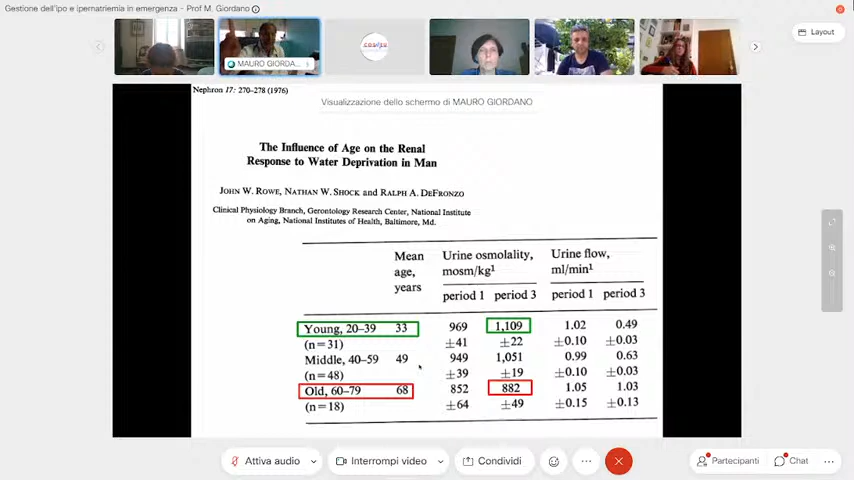 Gestione dell'ipo e ipernatriemia in emergenza - Prof M. Giordano
Layout
MAURO GIORDA...
Nephron 17: 270-278 (1976)
Visualizzazione dello schermo di MAURO GIORDANO
The Influence of Age on the Renal
Response to Water Deprivation in Man
JOHN W. ROWE, NATHAN W. SHOCK and RALPH A. DEFRONZO
Clinical Physiology Branch, Gerontology Research Center, National Institute
on Aging, National Institutes of Health, Baltimore, Md.
Mean age, years Urine osmolality, mosm/kg¹ Urine flow, ml/min¹
period 1 period 3 period 1 period 3
Young, 20–39 33 969 1,109 1.02 0.49
(n=31) ±41 ±22 ±0.10 ±0.03
Middle, 40–59 49 949 1,051 0.99 0.63
(n=48) ±39 ±19 ±0.10 ±0.03
Old, 60–79 68 852 882 1.05 1.03
(n=18) ±64 ±49 ±0.15 ±0.13
Attiva audio Interrompi video Condividi Partecipanti Chat